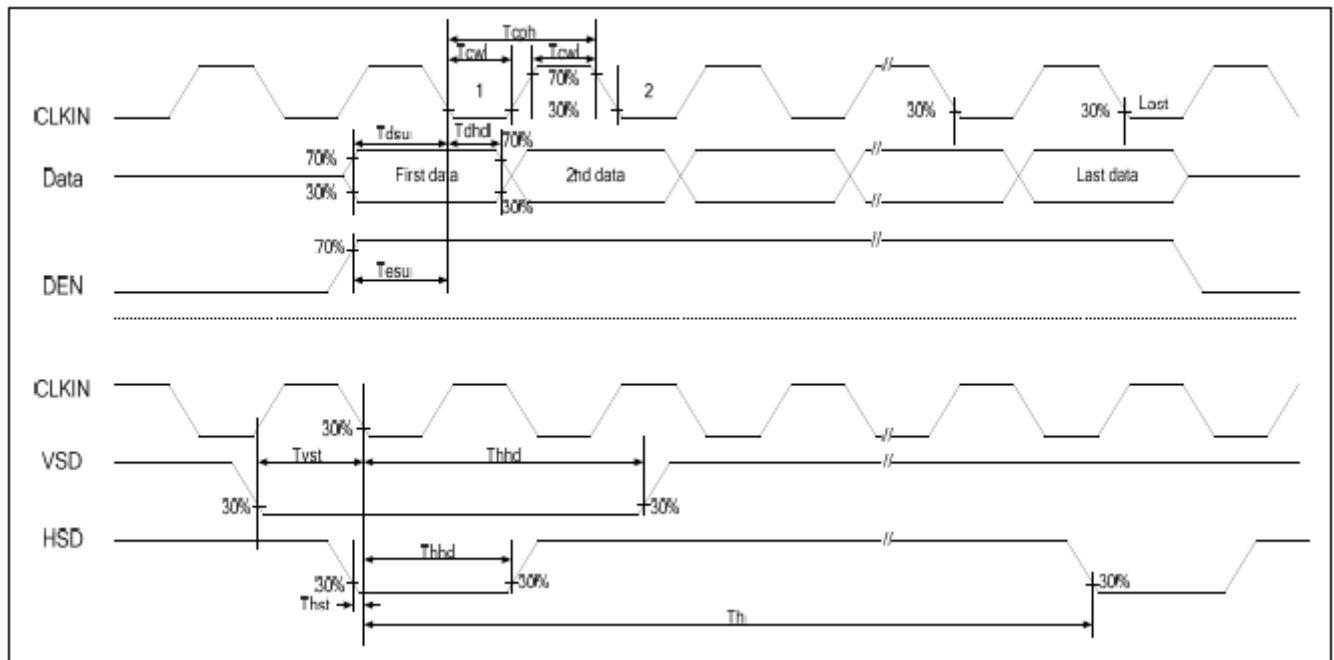 Tcph
Tcwl
Tcwl
70%
1
2
30%
30%
30%
Last
CLKIN
Tdsu
Tdhd
70%
70%
Data
First data
2nd data
Last data
30%
30%
70%
DEN
Tesu
CLKIN
30%
VSD
Tvst
Thhd
30%
30%
HSD
Thhd
30%
30%
30%
Thst
Th